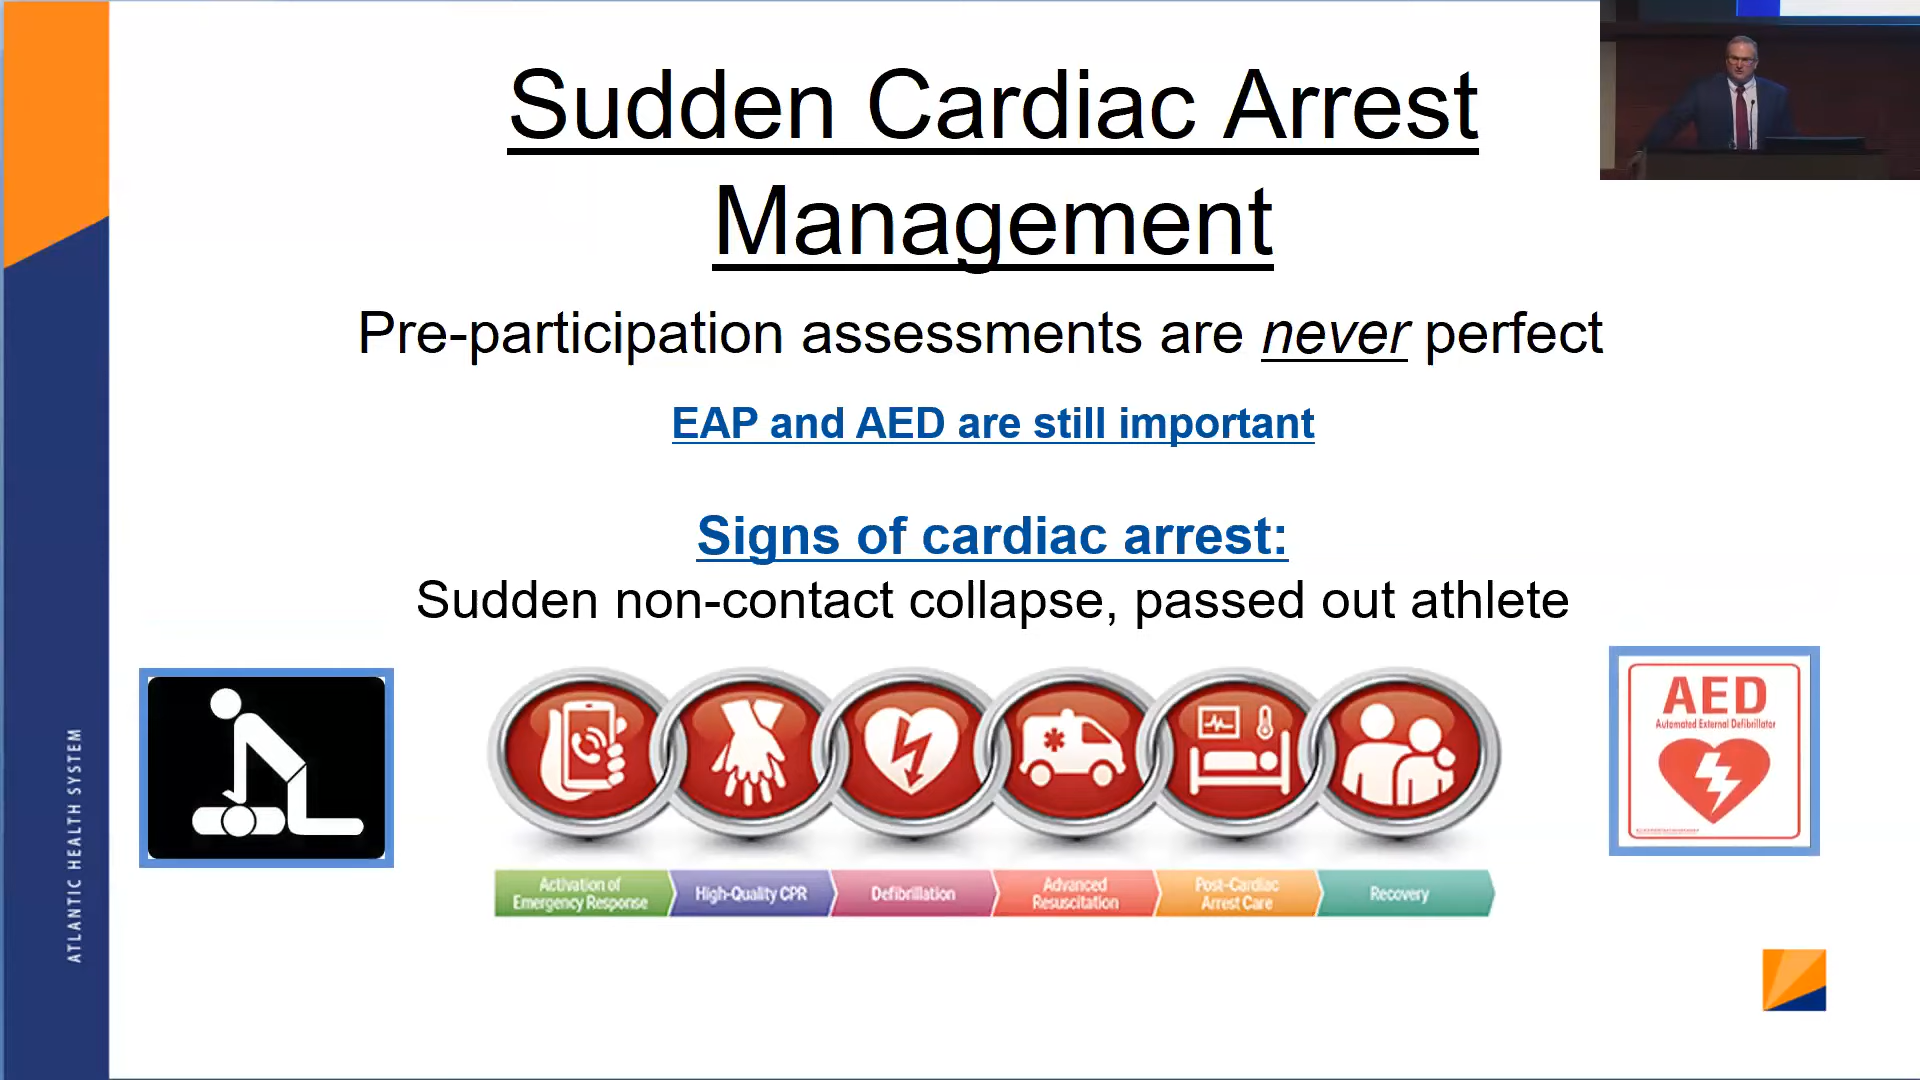 Sudden Cardiac Arrest
Management
Pre-participation assessments are never perfect
EAP and AED are still important
Signs of cardiac arrest:
Sudden non-contact collapse, passed out athlete
AED
Automated External Defibrillator
Activation of
Emergency Response
High-Quality CPR
Defibrillation
Advanced
Resuscitation
Post-Cardiac
Arrest Care
Recovery
ATLANTIC HEALTH SYSTEM